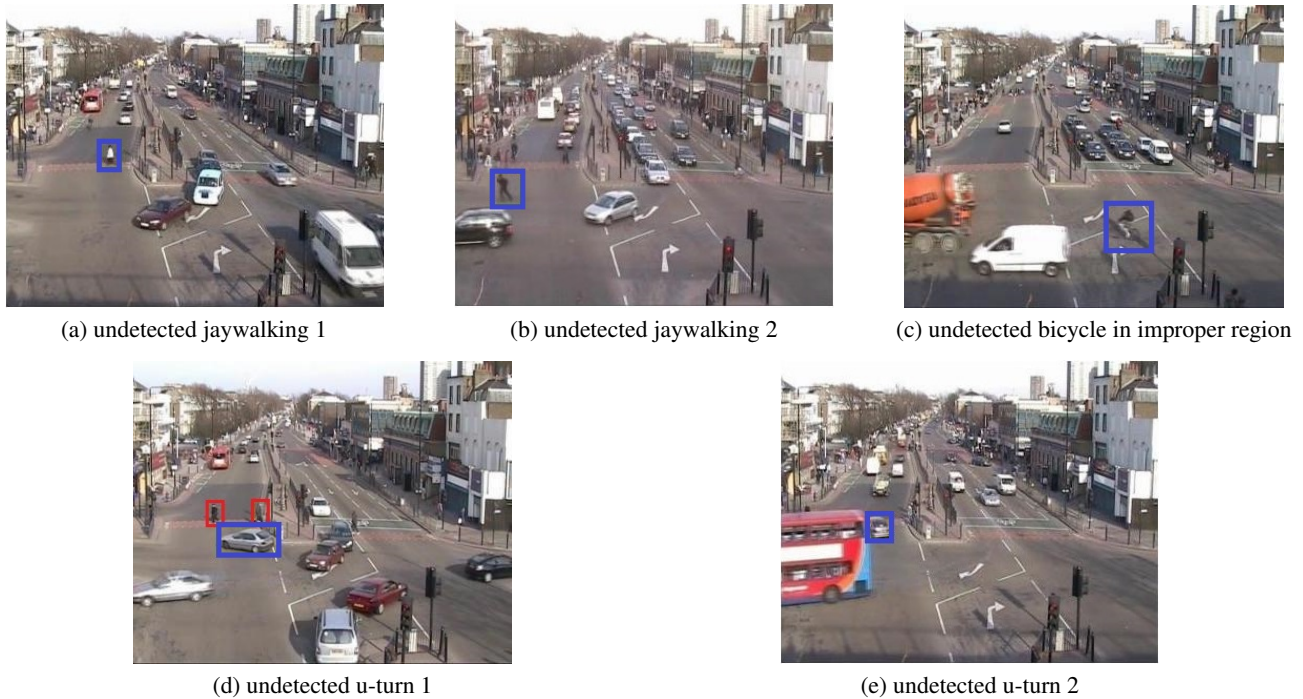 (a) undetected jaywalking 1
(b) undetected jaywalking 2
(c) undetected bicycle in improper region
(d) undetected u-turn 1
(e) undetected u-turn 2